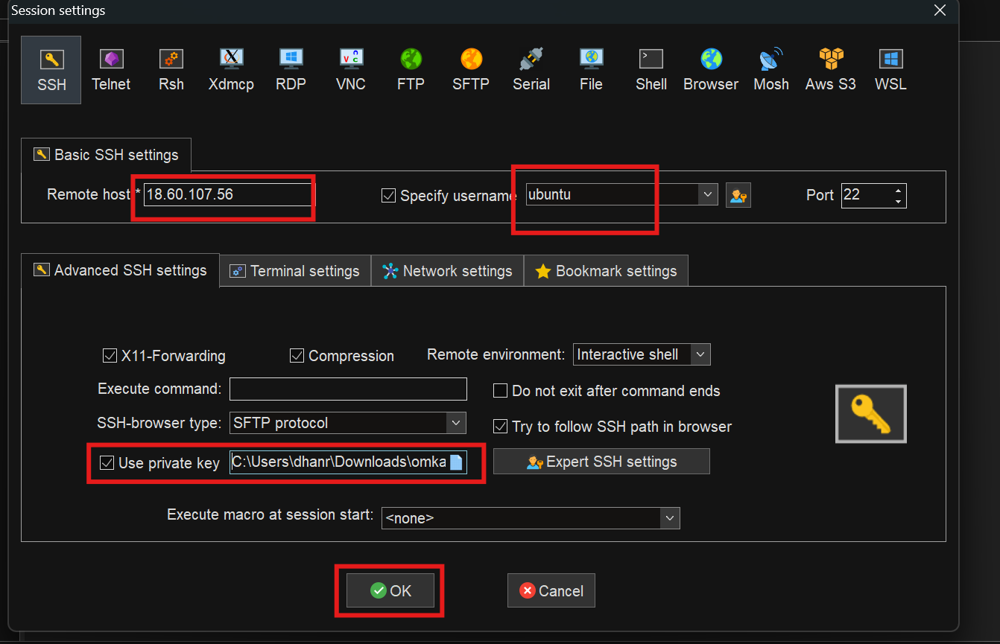 Session settings
SSH Telnet Rsh Xdmcp RDP VNC FTP SFTP Serial File Shell Browser Mosh Aws S3 WSL
Basic SSH settings
Remote host * 18.60.107.56 Specify username ubuntu Port 22
Advanced SSH settings Terminal settings Network settings Bookmark settings
X11-Forwarding Compression Remote environment: Interactive shell
Execute command: Do not exit after command ends
SSH-browser type: SFTP protocol Try to follow SSH path in browser
Use private key C:\Users\dhanr\Downloads\omka Expert SSH settings
Execute macro at session start: <none>
OK Cancel